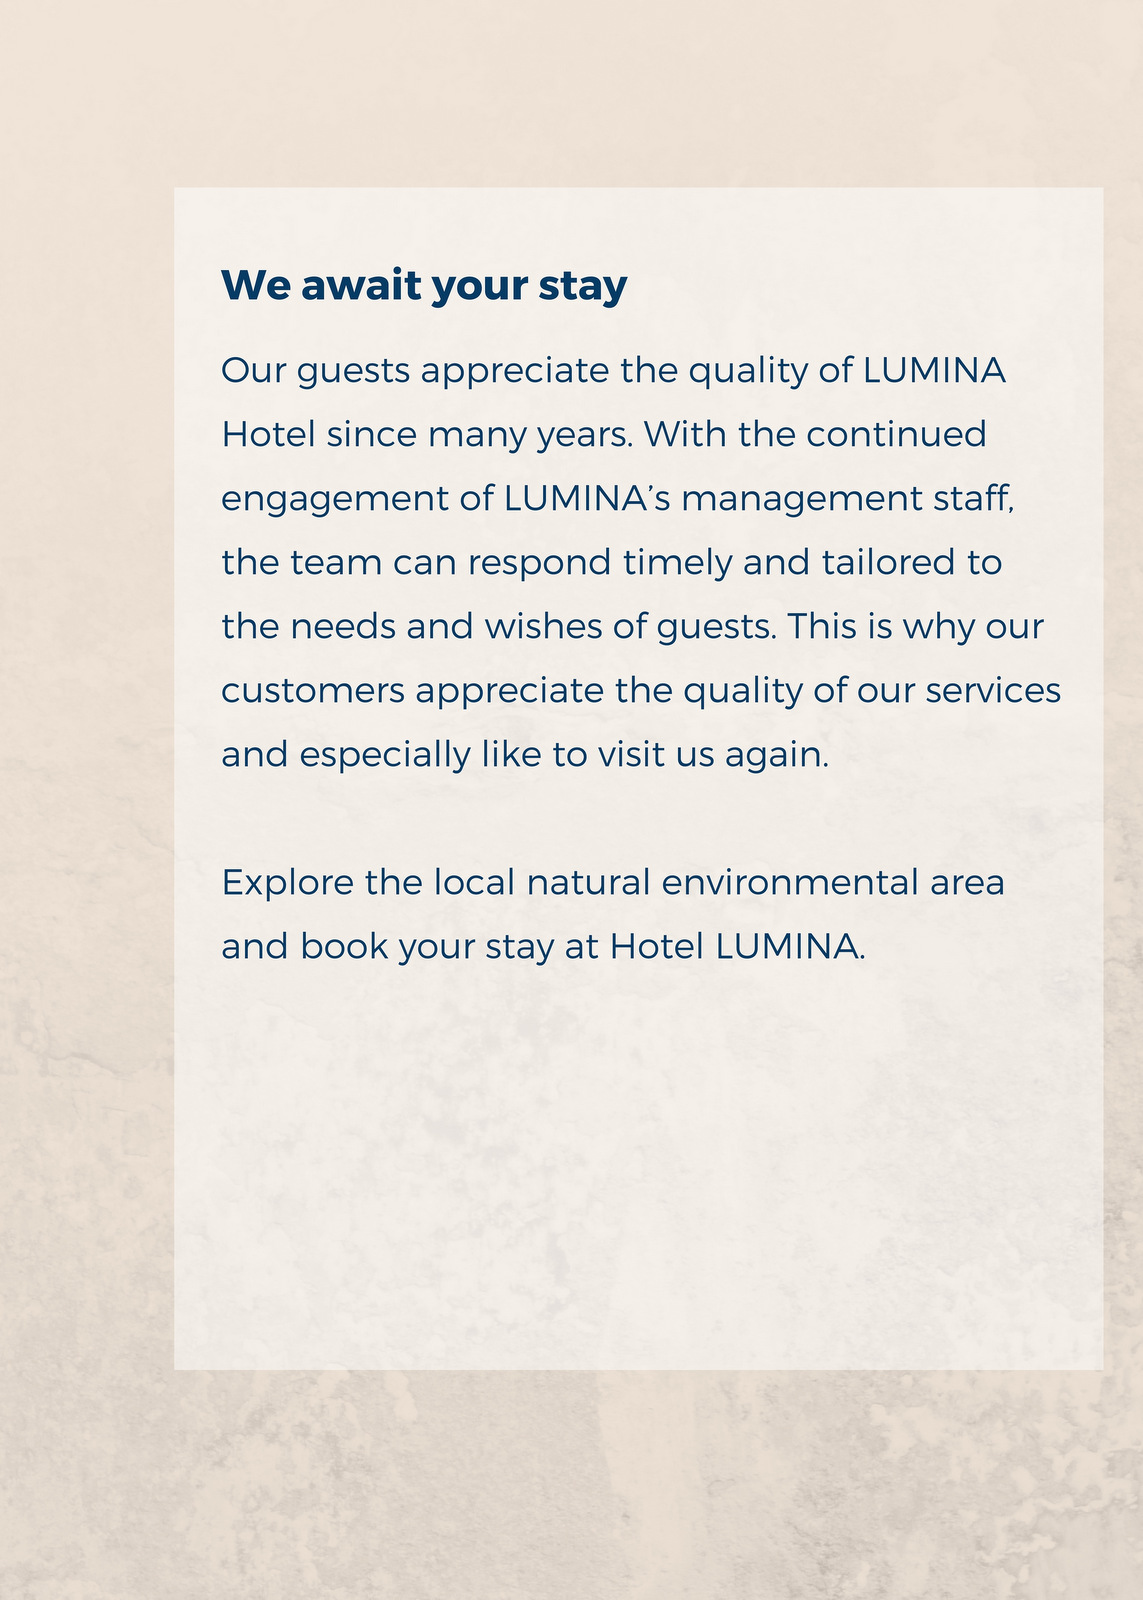 We await your stay
Our guests appreciate the quality of LUMINA
Hotel since many years. With the continued
engagement of LUMINA’s management staff,
the team can respond timely and tailored to
the needs and wishes of guests. This is why our
customers appreciate the quality of our services
and especially like to visit us again.
Explore the local natural environmental area
and book your stay at Hotel LUMINA.